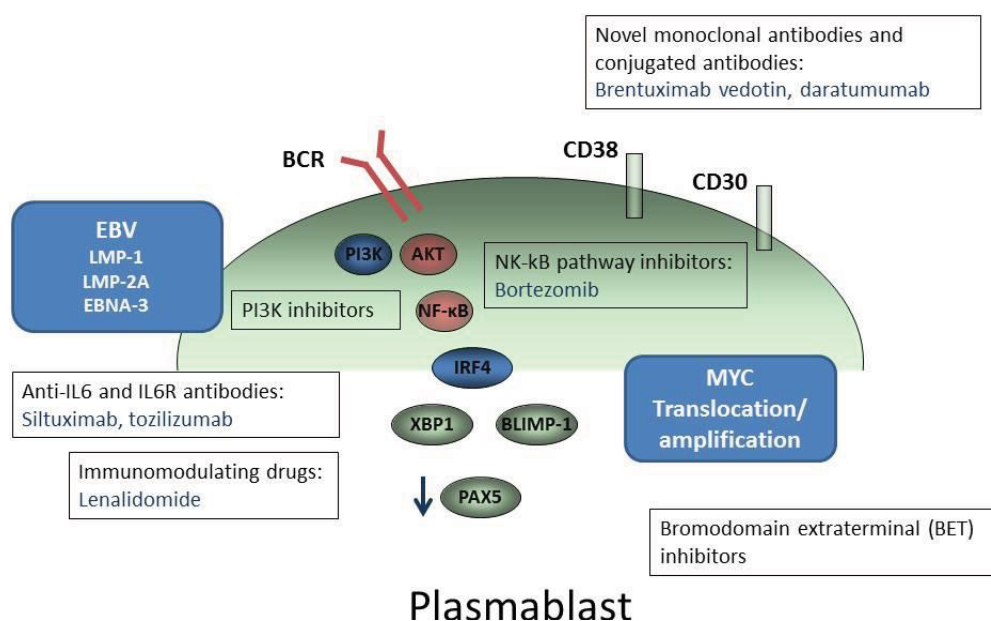 Novel monoclonal antibodies and
conjugated antibodies:
Brentuximab vedotin, daratumumab
BCR
CD38
CD30
EBV
LMP-1
LMP-2A
EBNA-3
PI3K
AKT
NK-kB pathway inhibitors:
Bortezomib
PI3K inhibitors
NF-κB
IRF4
Anti-IL6 and IL6R antibodies:
Siltuximab, tozilizumab
XBP1
BLIMP-1
MYC
Translocation/
amplification
Immunomodulating drugs:
Lenalidomide
PAX5
Bromodomain extraterminal (BET)
inhibitors
Plasmablast